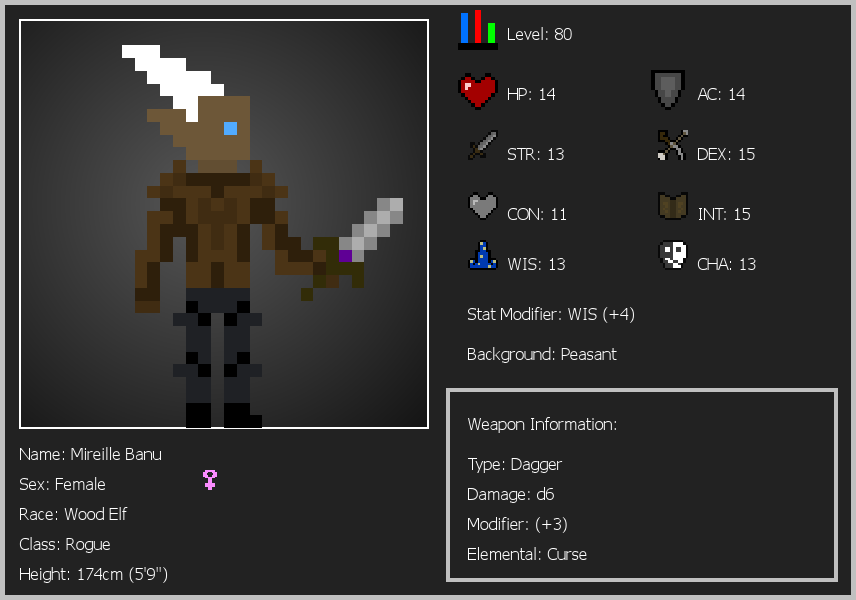 Level: 80
HP: 14
AC: 14
STR: 13
DEX: 15
CON: 11
INT: 15
WIS: 13
CHA: 13
Stat Modifier: WIS (+4)
Background: Peasant
Weapon Information:
Type: Dagger
Damage: d6
Modifier: (+3)
Elemental: Curse
Name: Mireille Banu
Sex: Female
Race: Wood Elf
Class: Rogue
Height: 174cm (5'9")